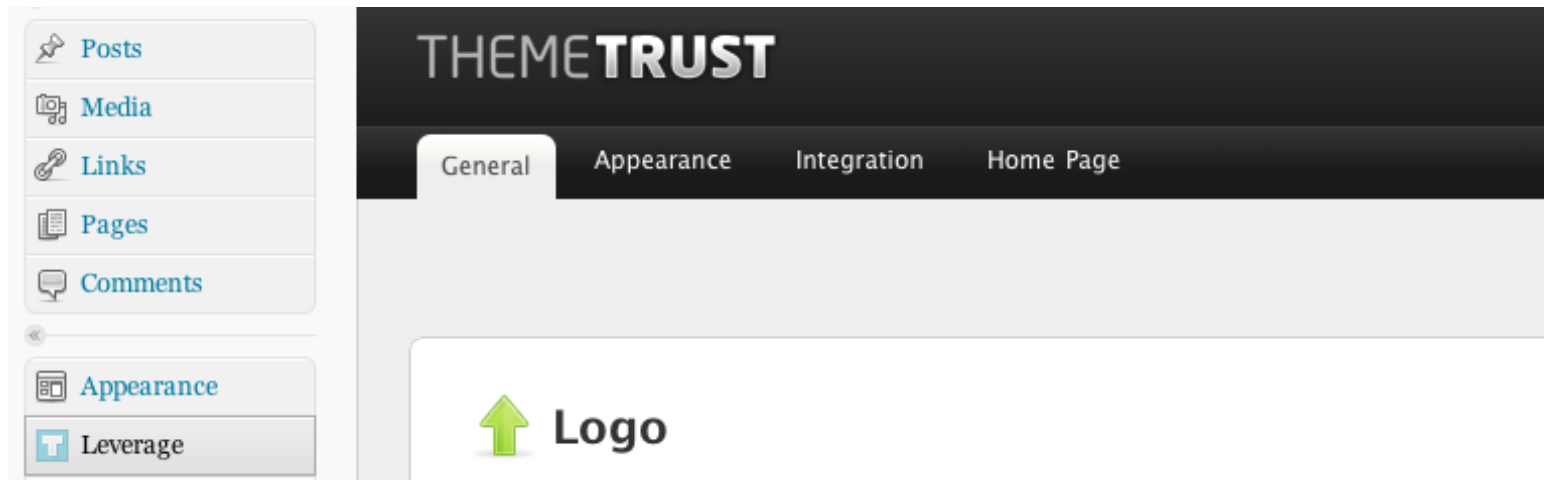 Posts
Media
Links
Pages
Comments
Appearance
Leverage
THEMETRUST
General Appearance Integration Home Page
Logo